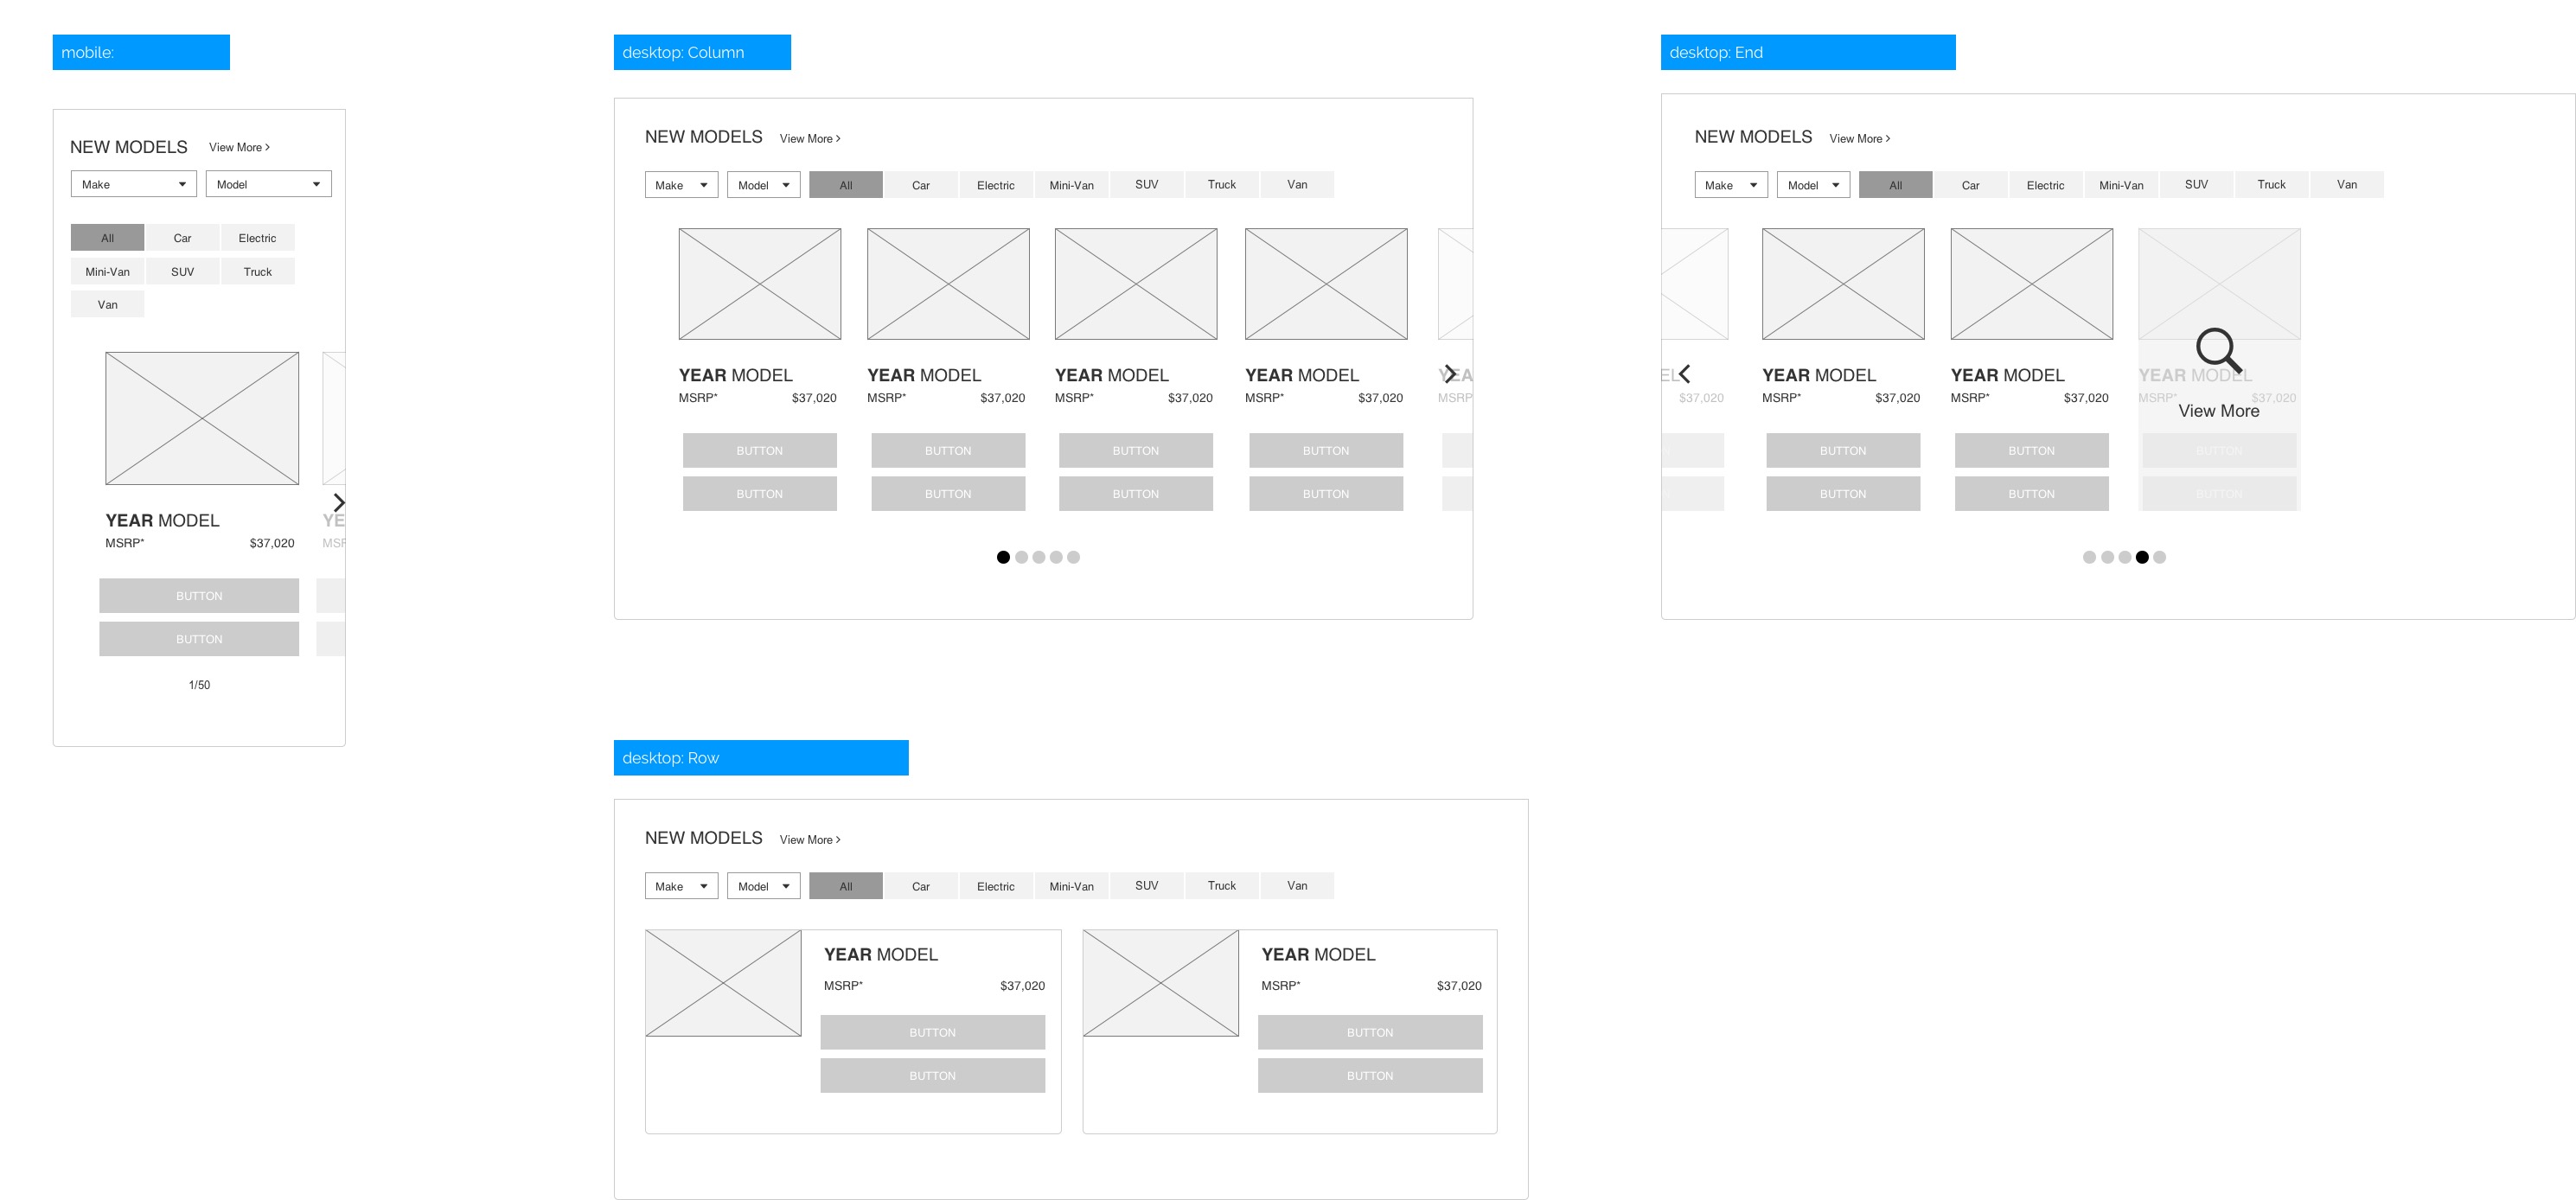 mobile:
NEW MODELS View More >
Make Model
All Car Electric
Mini-Van SUV Truck
Van
YEAR MODEL YE
MSRP* $37,020 MSF
BUTTON
BUTTON
1/50
desktop: Column
NEW MODELS View More >
Make Model All Car Electric Mini-Van SUV Truck Van
YEAR MODEL YEAR MODEL YEAR MODEL YEAR MODEL YEA
MSRP* $37,020 MSRP* $37,020 MSRP* $37,020 MSRP* $37,020 MSRP
BUTTON BUTTON BUTTON BUTTON
BUTTON BUTTON BUTTON BUTTON
desktop: End
NEW MODELS View More >
Make Model All Car Electric Mini-Van SUV Truck Van
EL YEAR MODEL YEAR MODEL YEAR MODEL
$37,020 MSRP* $37,020 MSRP* $37,020 MSRP* $37,020
View More
BUTTON BUTTON BUTTON
BUTTON BUTTON BUTTON
desktop: Row
NEW MODELS View More >
Make Model All Car Electric Mini-Van SUV Truck Van
YEAR MODEL YEAR MODEL
MSRP* $37,020 MSRP* $37,020
BUTTON BUTTON
BUTTON BUTTON